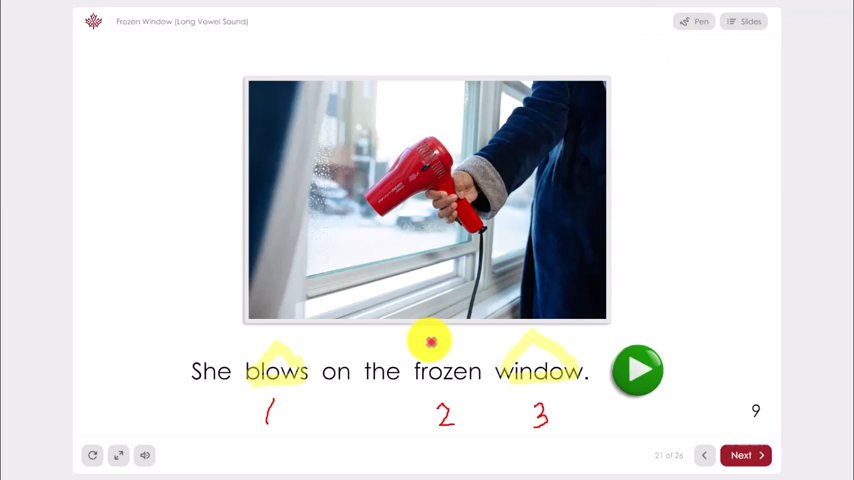 Frozen Window (Long Vowel Sound)
Pen
Slides
She blows on the frozen window.
1 2 3
9
21 of 26
Next